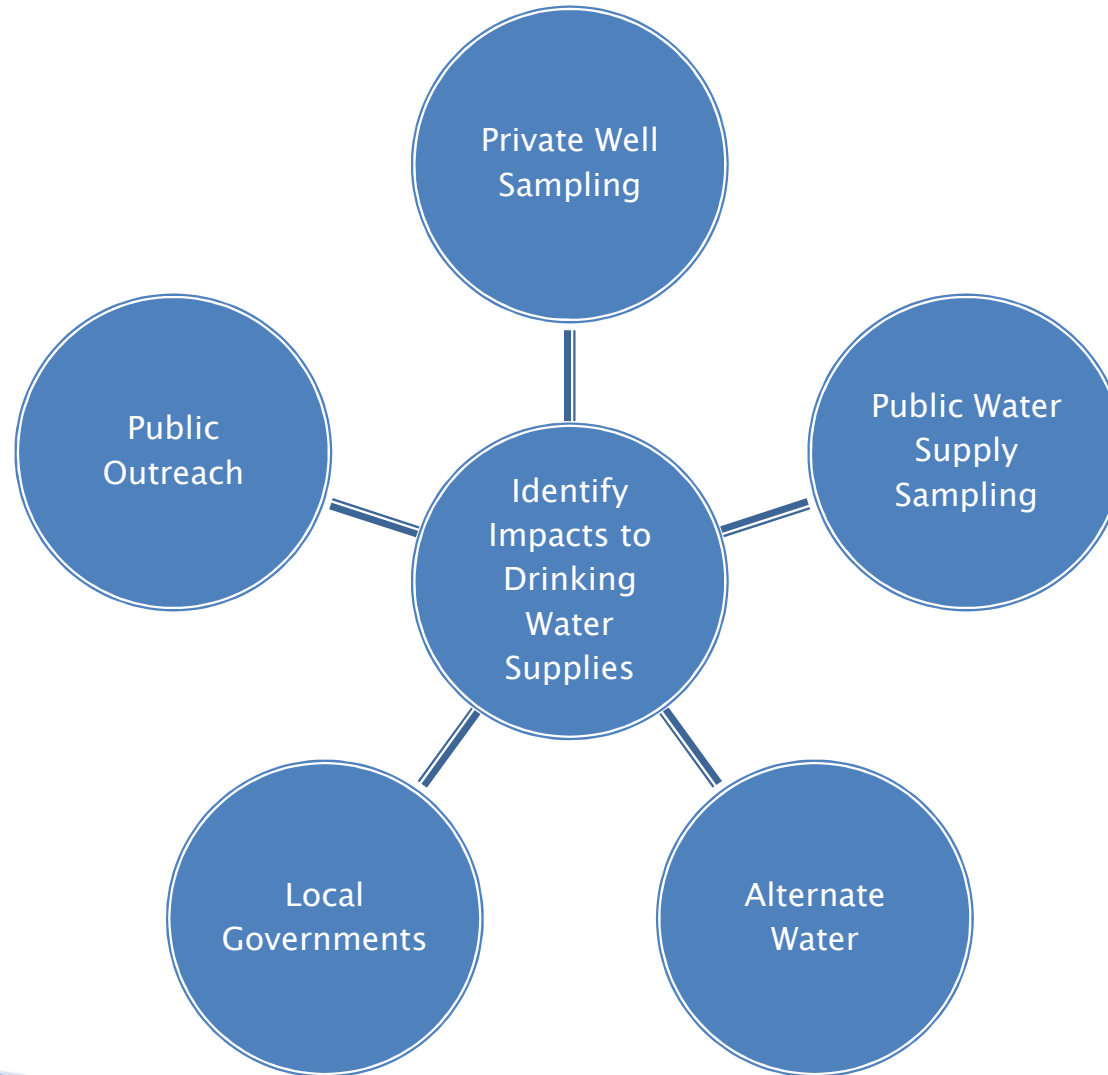 Private Well
Sampling
Public Water
Supply
Sampling
Public
Outreach
Identify
Impacts to
Drinking
Water
Supplies
Local
Governments
Alternate
Water